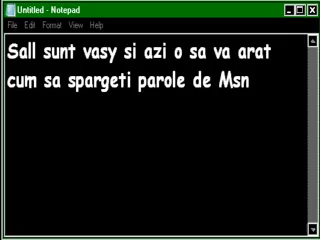 Untitled - Notepad
File Edit Format View Help
Sall sunt vasy si azi o sa va arat
cum sa spargeti parole de Msn